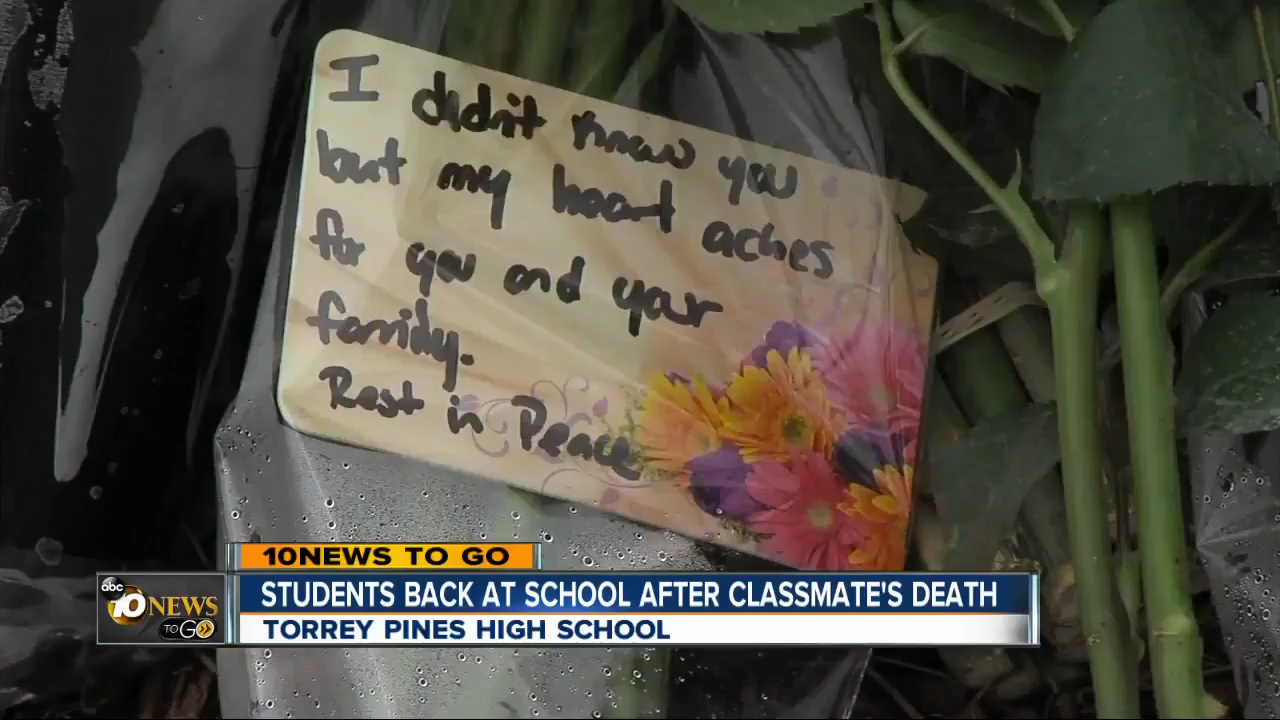 I didn't know you
but my heart aches
for you and your
family.
Rest in Peace
10NEWS TO GO
STUDENTS BACK AT SCHOOL AFTER CLASSMATE'S DEATH
abc 10 NEWS
TO GO
TORREY PINES HIGH SCHOOL